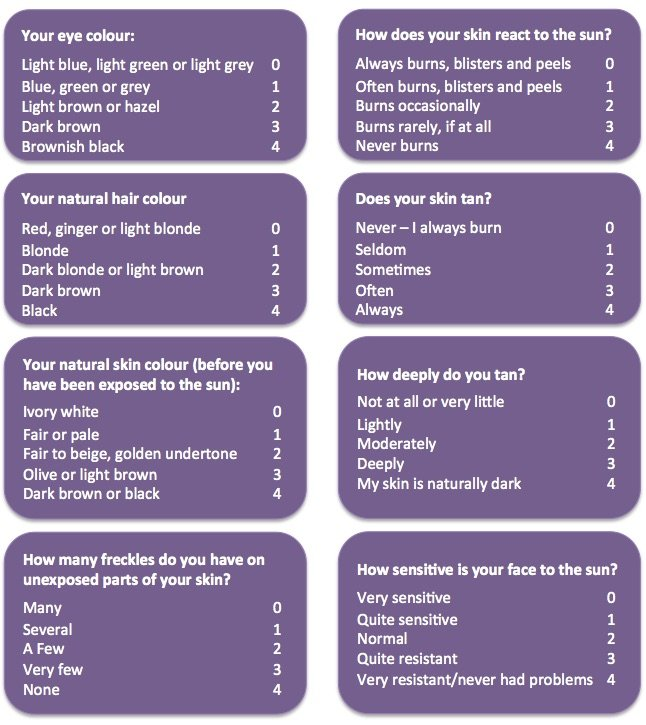 Your eye colour:
Light blue, light green or light grey 0
Blue, green or grey 1
Light brown or hazel 2
Dark brown 3
Brownish black 4
How does your skin react to the sun?
Always burns, blisters and peels 0
Often burns, blisters and peels 1
Burns occasionally 2
Burns rarely, if at all 3
Never burns 4
Your natural hair colour
Red, ginger or light blonde 0
Blonde 1
Dark blonde or light brown 2
Dark brown 3
Black 4
Does your skin tan?
Never – I always burn 0
Seldom 1
Sometimes 2
Often 3
Always 4
Your natural skin colour (before you
have been exposed to the sun):
Ivory white 0
Fair or pale 1
Fair to beige, golden undertone 2
Olive or light brown 3
Dark brown or black 4
How deeply do you tan?
Not at all or very little 0
Lightly 1
Moderately 2
Deeply 3
My skin is naturally dark 4
How many freckles do you have on
unexposed parts of your skin?
Many 0
Several 1
A Few 2
Very few 3
None 4
How sensitive is your face to the sun?
Very sensitive 0
Quite sensitive 1
Normal 2
Quite resistant 3
Very resistant/never had problems 4